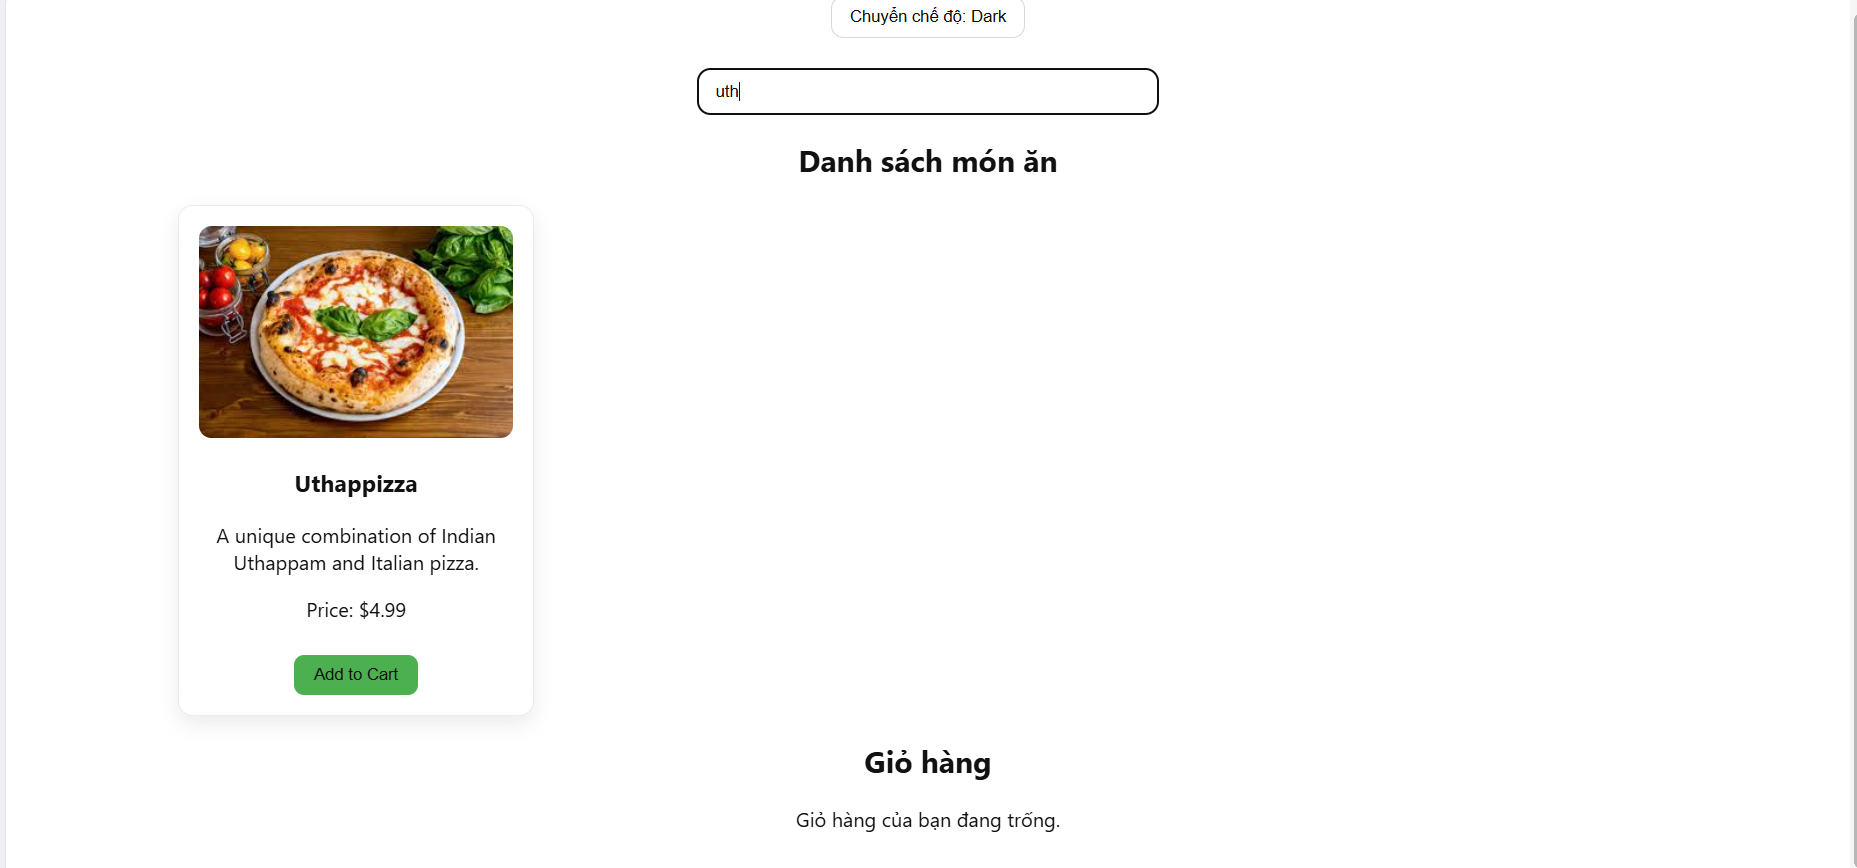 Chuyển chế độ: Dark
uth
Danh sách món ăn
Uthappizza
A unique combination of Indian
Uthappam and Italian pizza.
Price: $4.99
Add to Cart
Giỏ hàng
Giỏ hàng của bạn đang trống.